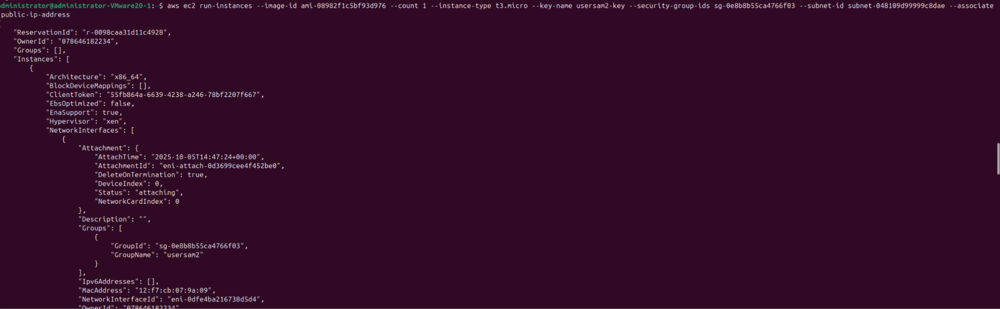 administrator@administrator-VMware20-1:~$ aws ec2 run-instances --image-id ami-08982f1c5bf93d976 --count 1 --instance-type t3.micro --key-name usersam2-key --security-group-ids sg-0e8b8b55ca4766f03 --subnet-id subnet-048109d99999c8dae --associate
public-ip-address
{
"ReservationId": "r-0098caa31d11c4928",
"OwnerId": "078646182234",
"Groups": [],
"Instances": [
{
"Architecture": "x86_64",
"BlockDeviceMappings": [],
"ClientToken": "55fb864a-6639-4238-a246-78bf2207f667",
"EbsOptimized": false,
"EnaSupport": true,
"Hypervisor": "xen",
"NetworkInterfaces": [
{
"Attachment": {
"AttachTime": "2025-10-05T14:47:24+00:00",
"AttachmentId": "eni-attach-0d3699cee4f452be0",
"DeleteOnTermination": true,
"DeviceIndex": 0,
"Status": "attaching",
"NetworkCardIndex": 0
},
"Description": "",
"Groups": [
{
"GroupId": "sg-0e8b8b55ca4766f03",
"GroupName": "usersam2"
}
],
"Ipv6Addresses": [],
"MacAddress": "12:f7:cb:07:9a:09",
"NetworkInterfaceId": "eni-0dfe4ba216738d5d4",
"OwnerId": "078646182234"